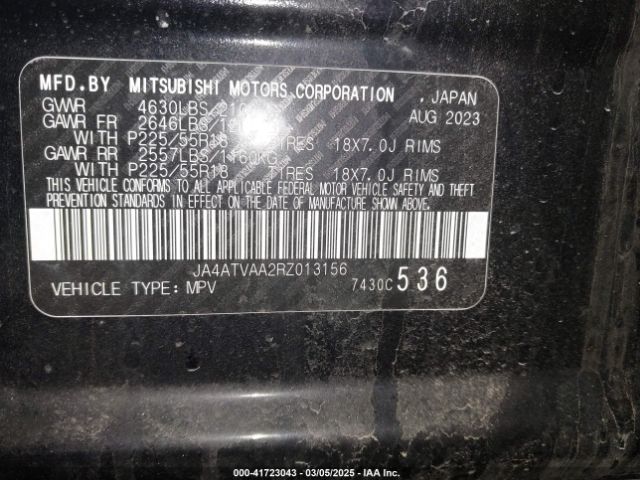 MFD.BY MITSUBISHI MOTORS CORPORATION , JAPAN
GVWR 4630LBS AUG 2023
GAWR FR 2646LBS
WITH P225/55R18 TIRES 18X7.0J RIMS
GAWR RR 2557LBS/1160KG
WITH P225/55R18 TIRES 18X7.0J RIMS
THIS VEHICLE CONFORMS TO ALL APPLICABLE FEDERAL MOTOR VEHICLE SAFETY AND THEFT
PREVENTION STANDARDS IN EFFECT ON THE DATE OF MANUFACTURE SHOWN ABOVE.
JA4ATVAA2RZ013156
VEHICLE TYPE: MPV 7430C 536
000-41723043 - 03/05/2025 - IAA Inc.